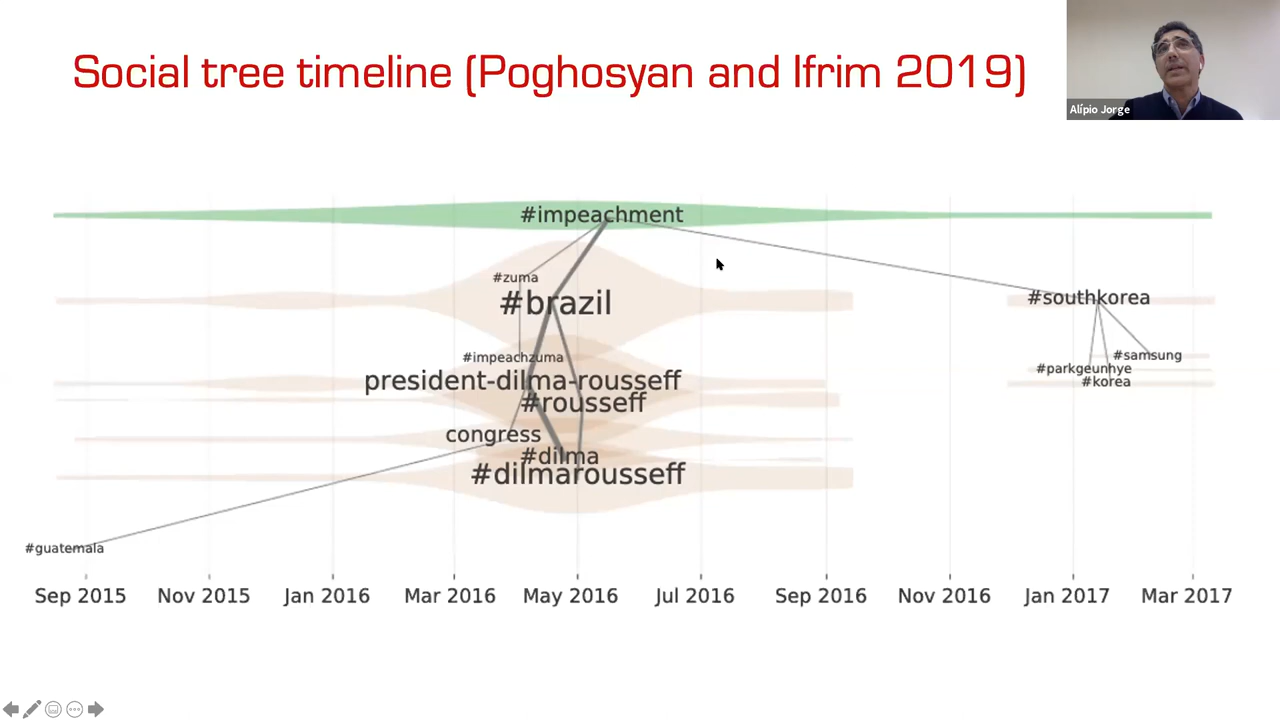 Social tree timeline (Poghosyan and Ifrim 2019)
Alípio Jorge
#impeachment
#zuma
#brazil
#southkorea
#impeachzuma
#samsung
#parkgeunhye
president-dilma-rousseff
#korea
#rousseff
congress
#dilma
#dilmarousseff
#guatemala
Sep 2015 Nov 2015 Jan 2016 Mar 2016 May 2016 Jul 2016 Sep 2016 Nov 2016 Jan 2017 Mar 2017